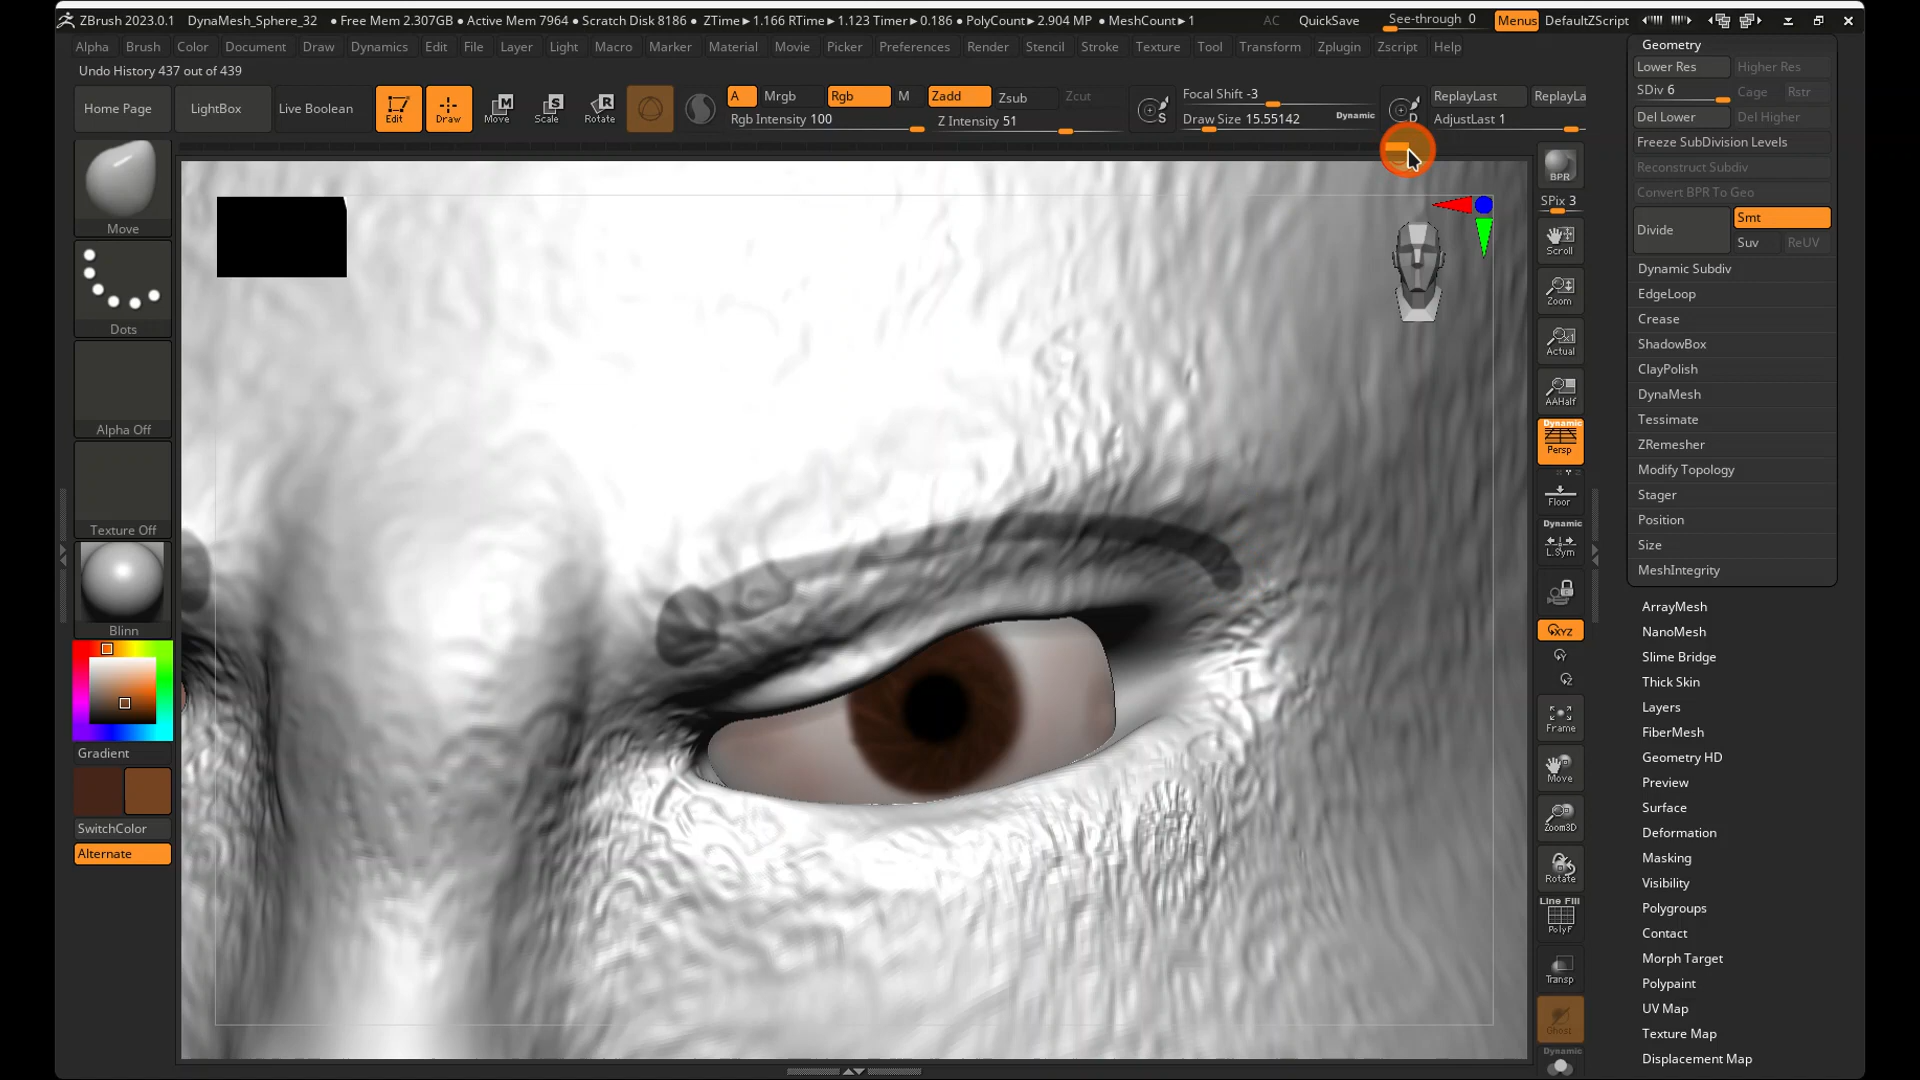 ZBrush 2023.0.1 DynaMesh_Sphere_32 ● Free Mem 2.307GB ● Active Mem 7964 ● Scratch Disk 8186 ● ZTime▸1.166 RTime▸1.123 Timer▸0.186 ● PolyCount▸2.904 MP ● MeshCount▸1 AC QuickSave See-through 0 Menus DefaultZScript
Alpha Brush Color Document Draw Dynamics Edit File Layer Light Macro Marker Material Movie Picker Preferences Render Stencil Stroke Texture Tool Transform Zplugin Zscript Help
Undo History 437 out of 439
Home Page LightBox Live Boolean Edit Draw Move Scale Rotate
A Mrgb Rgb M Zadd Zsub Zcut
Rgb Intensity 100 Z Intensity 51
S
Focal Shift -3
Draw Size 15.55142 Dynamic
D
ReplayLast ReplayLa
AdjustLast 1
Move
Dots
Alpha Off
Texture Off
Blinn
Gradient
SwitchColor
Alternate
BPR
SPix 3
Scroll
Zoom
Actual
AAHalf
Dynamic
Persp
Floor
Dynamic
L.Sym
XYZ
Y
Z
Frame
Move
Zoom3D
Rotate
Line Fill
PolyF
Transp
Ghost
Dynamic
Geometry
Lower Res Higher Res
SDiv 6 Cage Rstr
Del Lower Del Higher
Freeze SubDivision Levels
Reconstruct Subdiv
Convert BPR To Geo
Divide Smt
Suv ReUV
Dynamic Subdiv
EdgeLoop
Crease
ShadowBox
ClayPolish
DynaMesh
Tessimate
ZRemesher
Modify Topology
Stager
Position
Size
MeshIntegrity
ArrayMesh
NanoMesh
Slime Bridge
Thick Skin
Layers
FiberMesh
Geometry HD
Preview
Surface
Deformation
Masking
Visibility
Polygroups
Contact
Morph Target
Polypaint
UV Map
Texture Map
Displacement Map